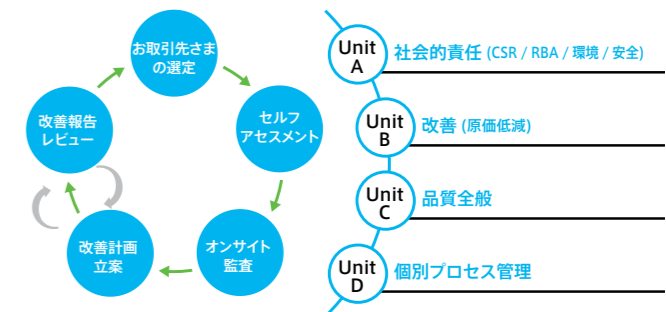 お取引先さま
の選定
セルフ
アセスメント
オンサイト
監査
改善計画
立案
改善報告
レビュー
Unit
A
社会的責任 (CSR / RBA / 環境 / 安全)
Unit
B
改善 (原価低減)
Unit
C
品質全般
Unit
D
個別プロセス管理